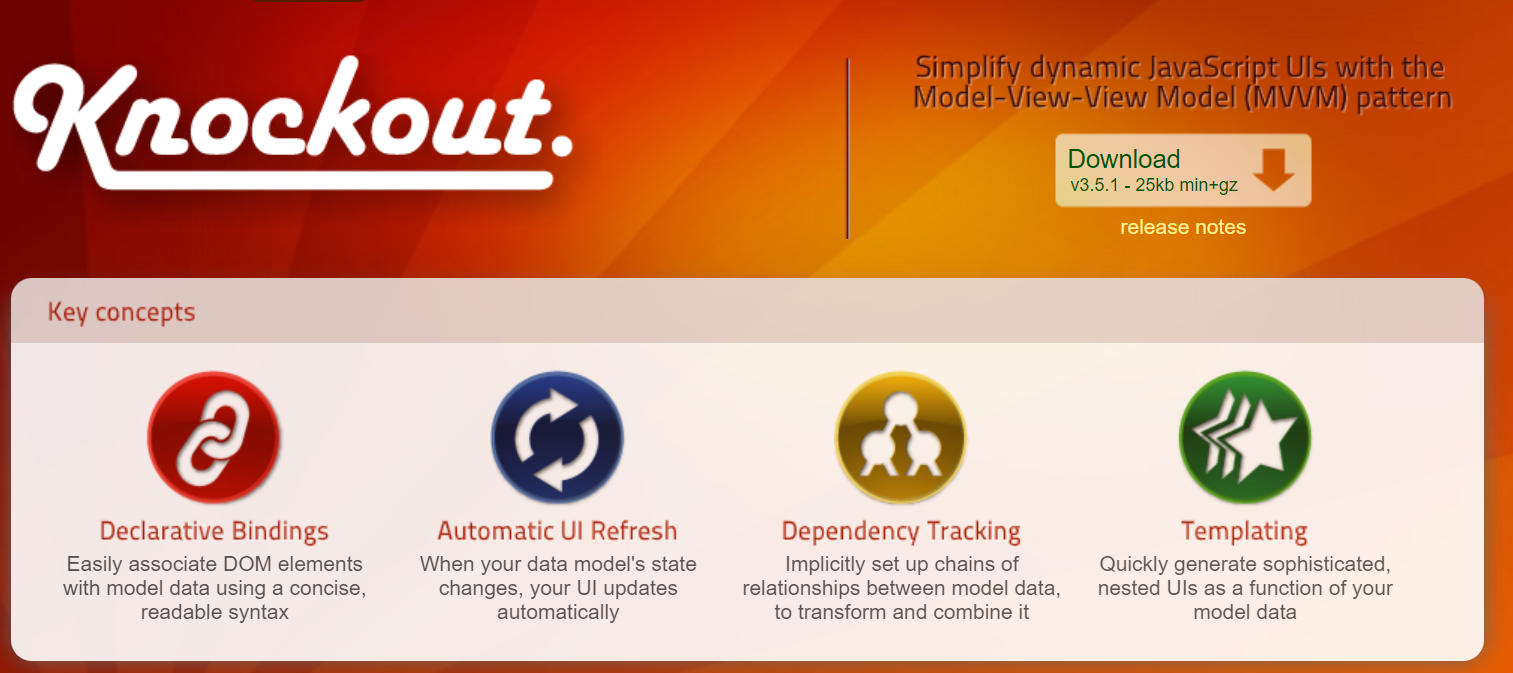 Knockout.
Simplify dynamic JavaScript UIs with the
Model-View-View Model (MVVM) pattern
Download
v3.5.1 - 25kb min+gz
release notes
Key concepts
Declarative Bindings
Easily associate DOM elements
with model data using a concise,
readable syntax
Automatic UI Refresh
When your data model's state
changes, your UI updates
automatically
Dependency Tracking
Implicitly set up chains of
relationships between model data,
to transform and combine it
Templating
Quickly generate sophisticated,
nested UIs as a function of your
model data